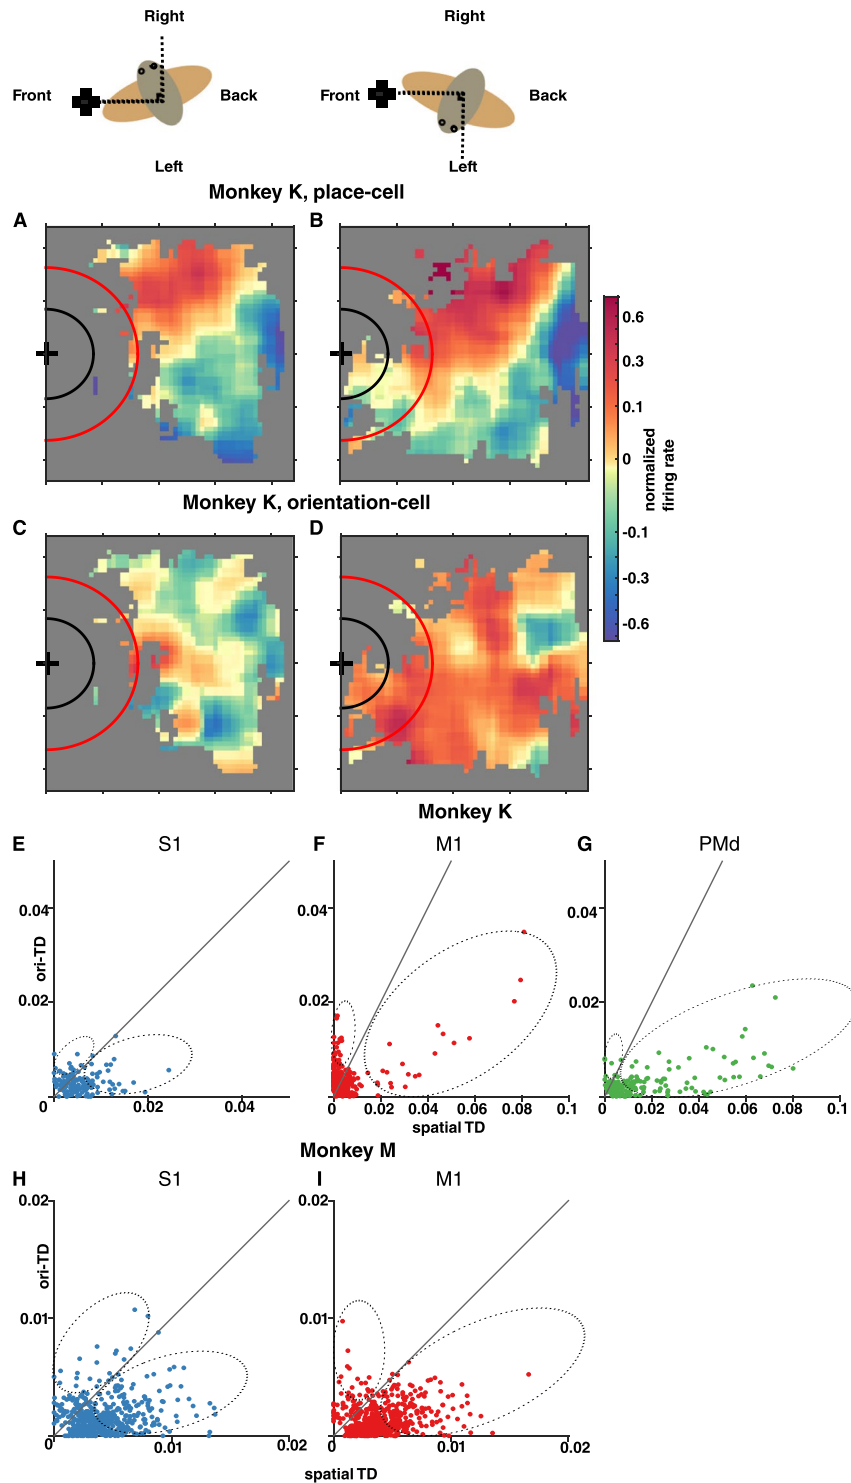 Right Right
Front Back Front Back
Left Left
Monkey K, place-cell
A B
0.6
0.3
0.1
0
-0.1
-0.3
-0.6
normalized
firing rate
Monkey K, orientation-cell
C D
Monkey K
E S1 F M1 G PMd
0.04 0.04 0.04
ori-TD
0.02 0.02 0.02
0 0.02 0.04 0 0.02 0.04 0.06 0.08 0.1 0 0.02 0.04 0.06 0.08 0.1
spatial TD
Monkey M
H S1 I M1
0.02 0.02
ori-TD
0.01 0.01
0 0.01 0.02 0 0.01 0.02
spatial TD